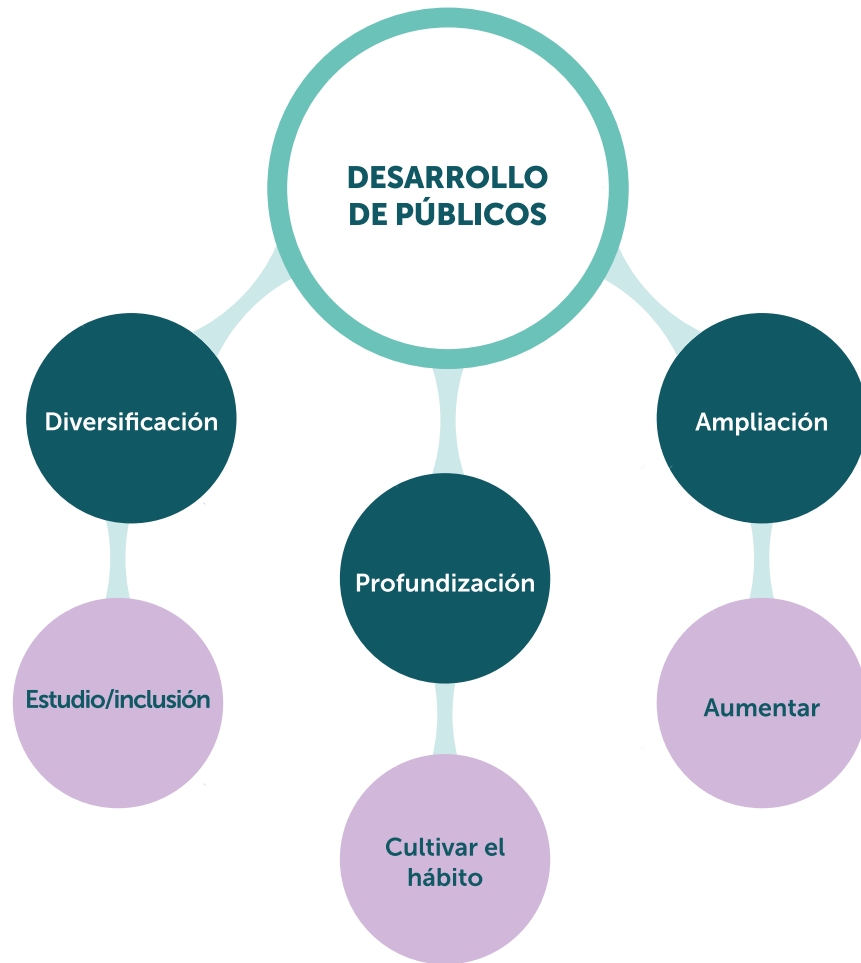 DESARROLLO
DE PÚBLICOS
Diversificación
Ampliación
Profundización
Estudio/inclusión
Aumentar
Cultivar el
hábito